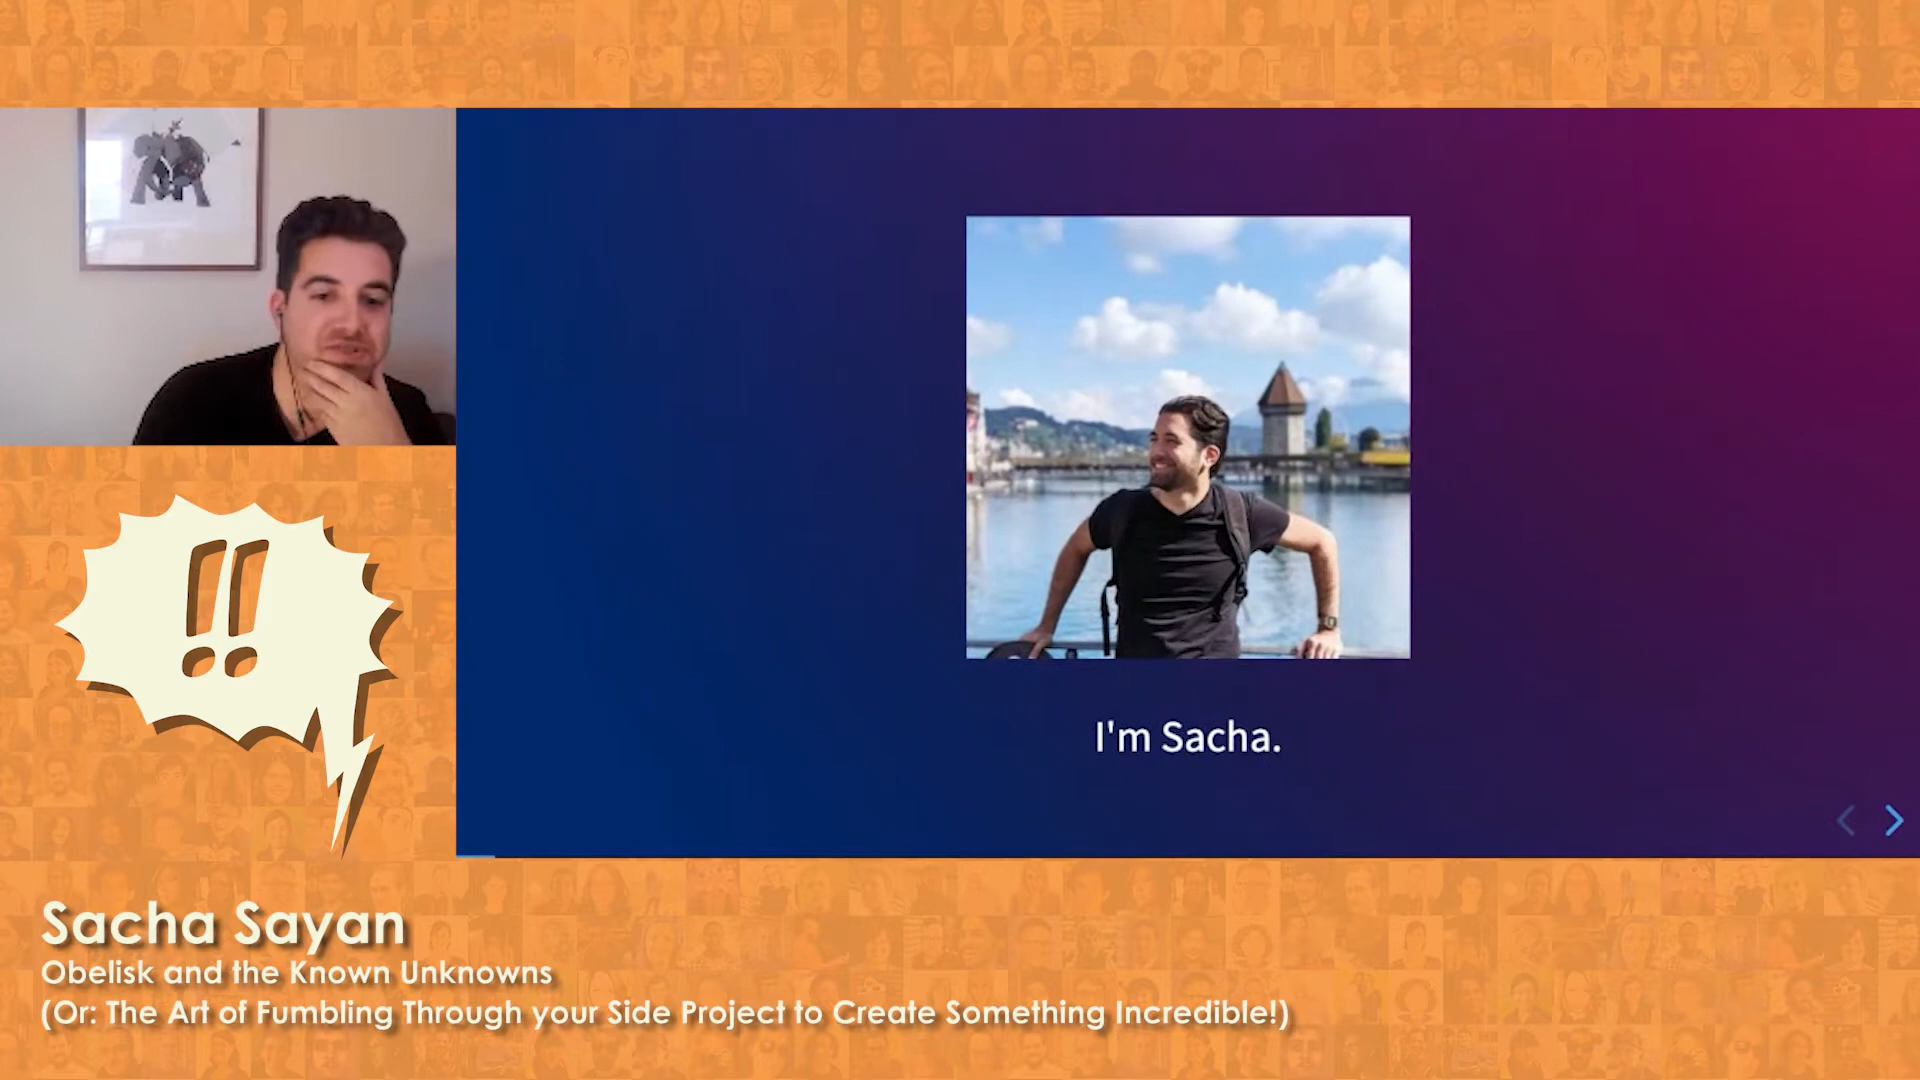 !!
I'm Sacha.
Sacha Sayan
Obelisk and the Known Unknowns
(Or: The Art of Fumbling Through your Side Project to Create Something Incredible!)